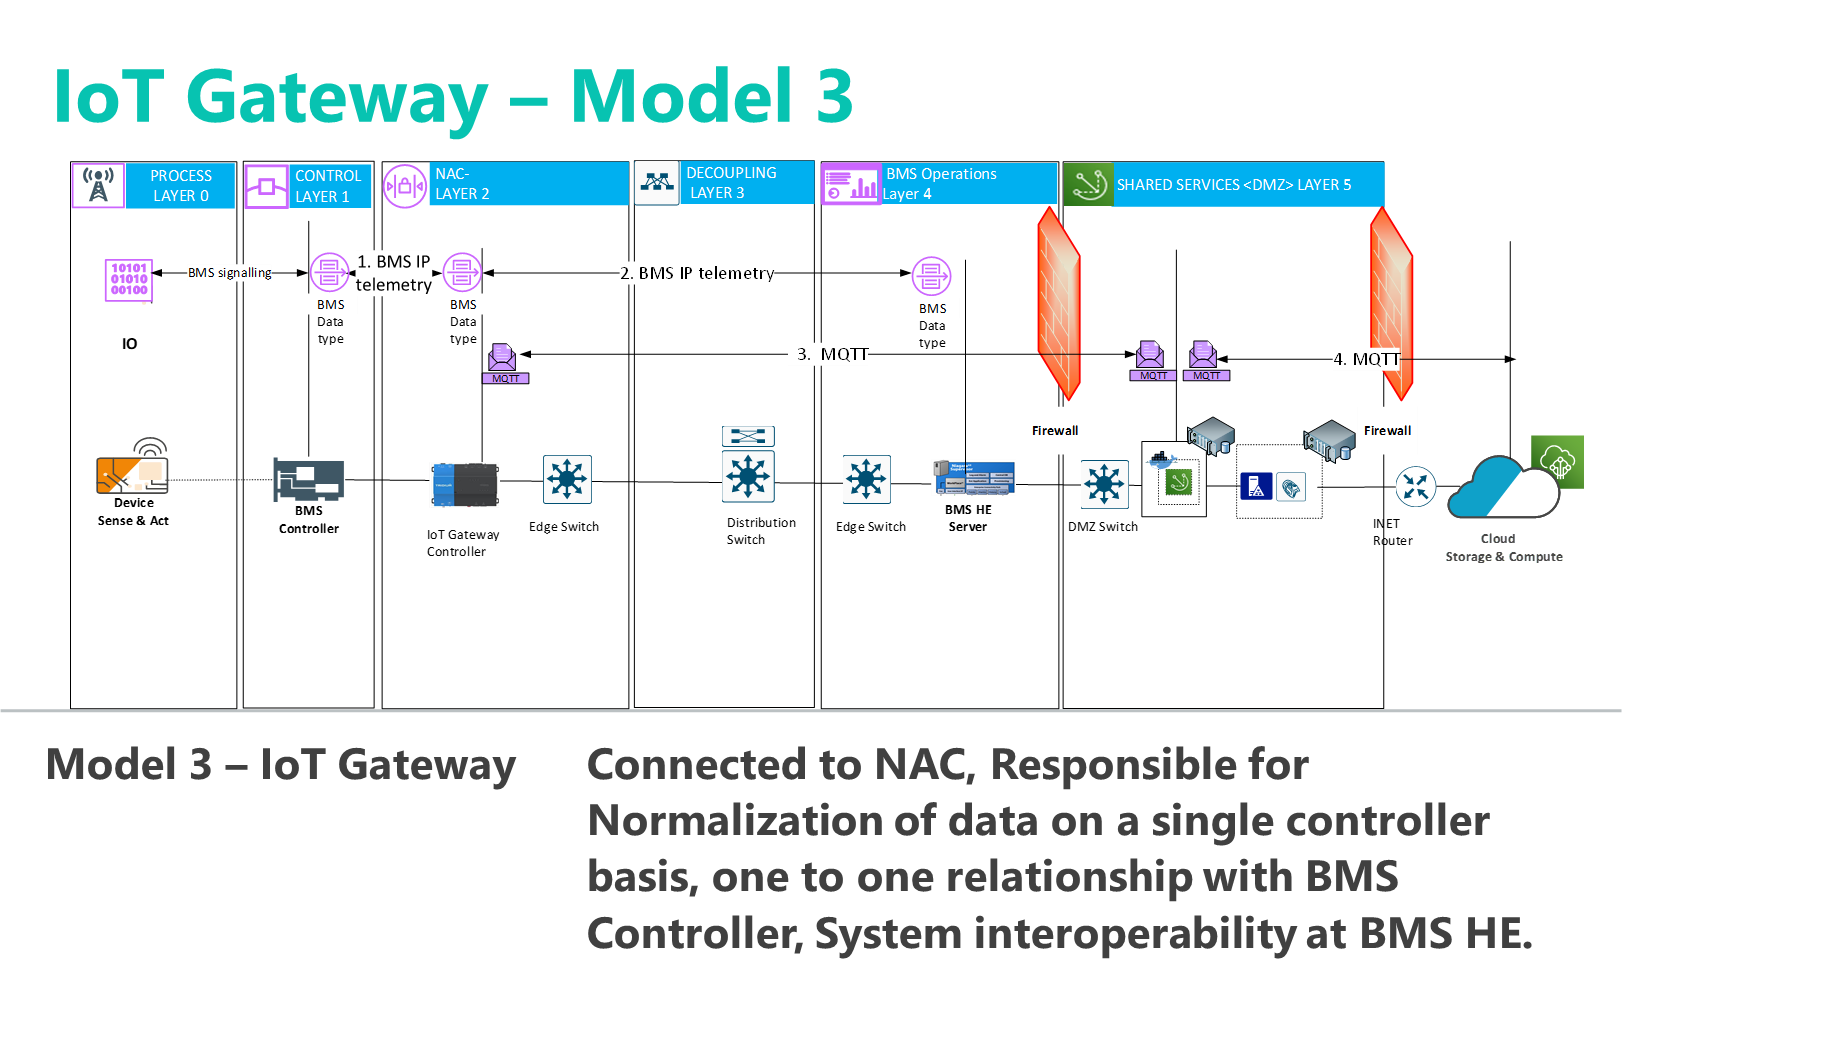 IoT Gateway – Model 3
PROCESS
LAYER 0
CONTROL
LAYER 1
NAC-
LAYER 2
DECOUPLING
LAYER 3
BMS Operations
Layer 4
SHARED SERVICES <DMZ> LAYER 5
10101
01010
00100
BMS signalling
1. BMS IP
telemetry
2. BMS IP telemetry
BMS
Data
type
BMS
Data
type
BMS
Data
type
IO
MQTT
3. MQTT
MQTT
MQTT
4. MQTT
Firewall
Firewall
Device
Sense & Act
BMS
Controller
IoT Gateway
Controller
Edge Switch
Distribution
Switch
Edge Switch
BMS HE
Server
DMZ Switch
INET
Router
Cloud
Storage & Compute
Model 3 – IoT Gateway
Connected to NAC, Responsible for
Normalization of data on a single controller
basis, one to one relationship with BMS
Controller, System interoperability at BMS HE.